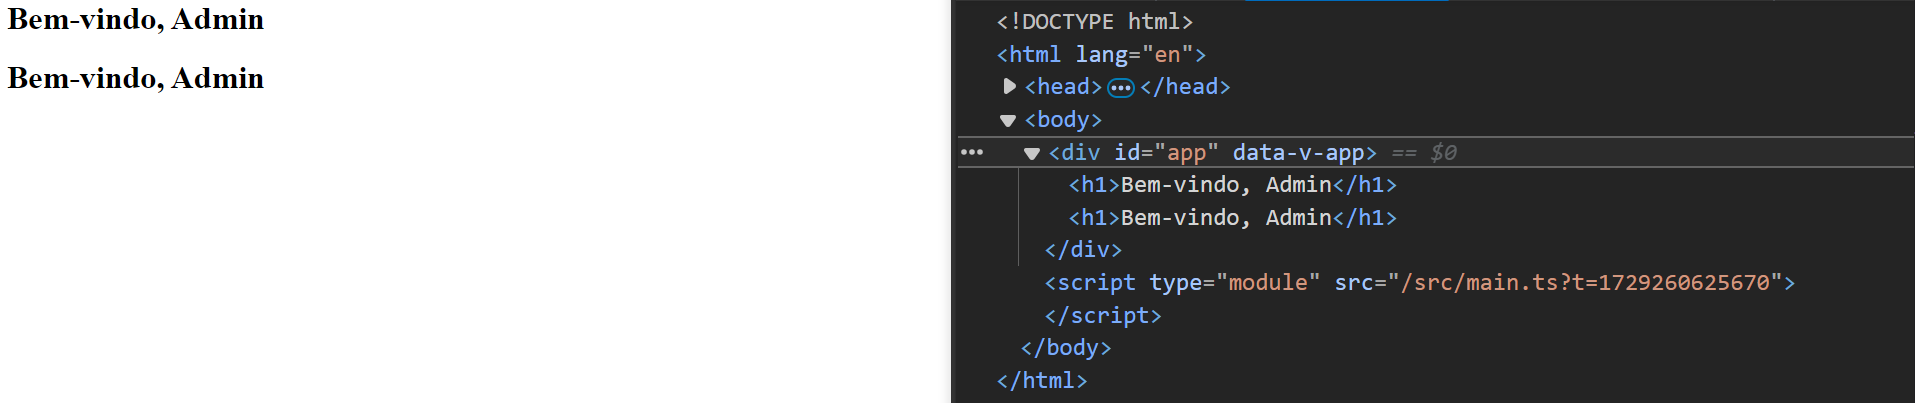 Bem-vindo, Admin
Bem-vindo, Admin
<!DOCTYPE html>
<html lang="en">
<head>•••</head>
<body>
••• <div id="app" data-v-app> == $0
<h1>Bem-vindo, Admin</h1>
<h1>Bem-vindo, Admin</h1>
</div>
<script type="module" src="/src/main.ts?t=1729260625670">
</script>
</body>
</html>